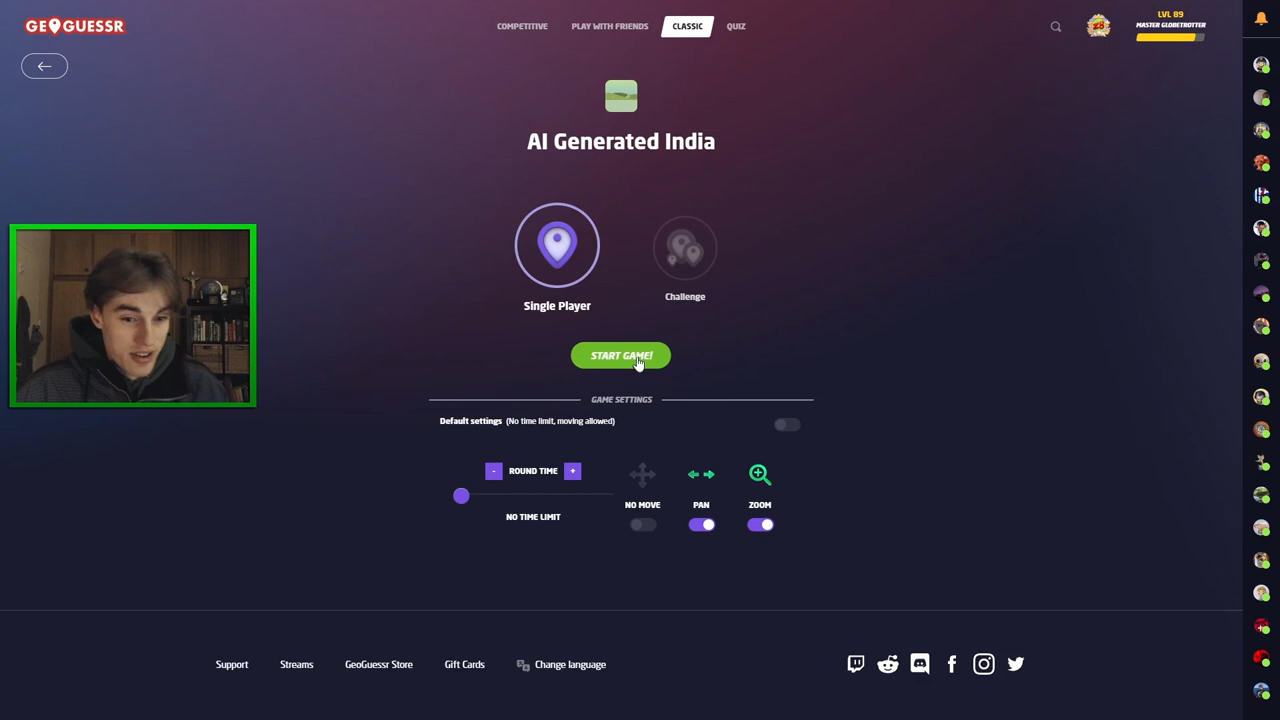 GEOGUESSR
COMPETITIVE
PLAY WITH FRIENDS
CLASSIC
QUIZ
LVL 89
MASTER GLOBETROTTER
AI Generated India
Single Player
Challenge
START GAME!
GAME SETTINGS
Default settings (No time limit, moving allowed)
- ROUND TIME +
NO TIME LIMIT
NO MOVE
PAN
ZOOM
Support
Streams
GeoGuessr Store
Gift Cards
Change language